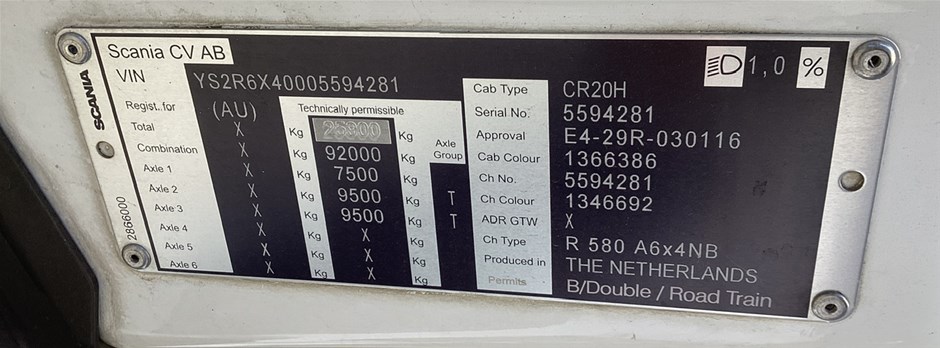 Scania CV AB
1,0 %
SCANIA
2866000
VIN YS2R6X40005594281
Regist..for (AU) Technically permissible
Total X Kg Kg Axle Group
Combination X Kg 92000 Kg
Axle 1 X Kg 7500 Kg
Axle 2 X Kg 9500 Kg T
Axle 3 X Kg 9500 Kg T
Axle 4 X Kg X Kg
Axle 5 X Kg X Kg
Axle 6 X Kg X Kg
Cab Type CR20H
Serial No. 5594281
Approval E4-29R-030116
Cab Colour 1366386
Ch No. 5594281
Ch Colour 1346692
ADR GTW X
Ch Type R 580 A6x4NB
Produced in THE NETHERLANDS
Permits B/Double / Road Train